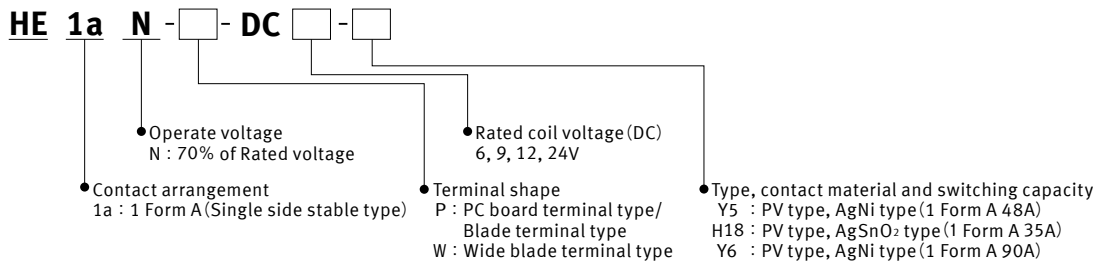 HE 1a N - □ - DC □ - □
Operate voltage
N : 70% of Rated voltage
Rated coil voltage (DC)
6, 9, 12, 24V
Contact arrangement
1a : 1 Form A (Single side stable type)
Terminal shape
P : PC board terminal type/
Blade terminal type
W : Wide blade terminal type
Type, contact material and switching capacity
Y5 : PV type, AgNi type (1 Form A 48A)
H18 : PV type, AgSnO₂ type (1 Form A 35A)
Y6 : PV type, AgNi type (1 Form A 90A)